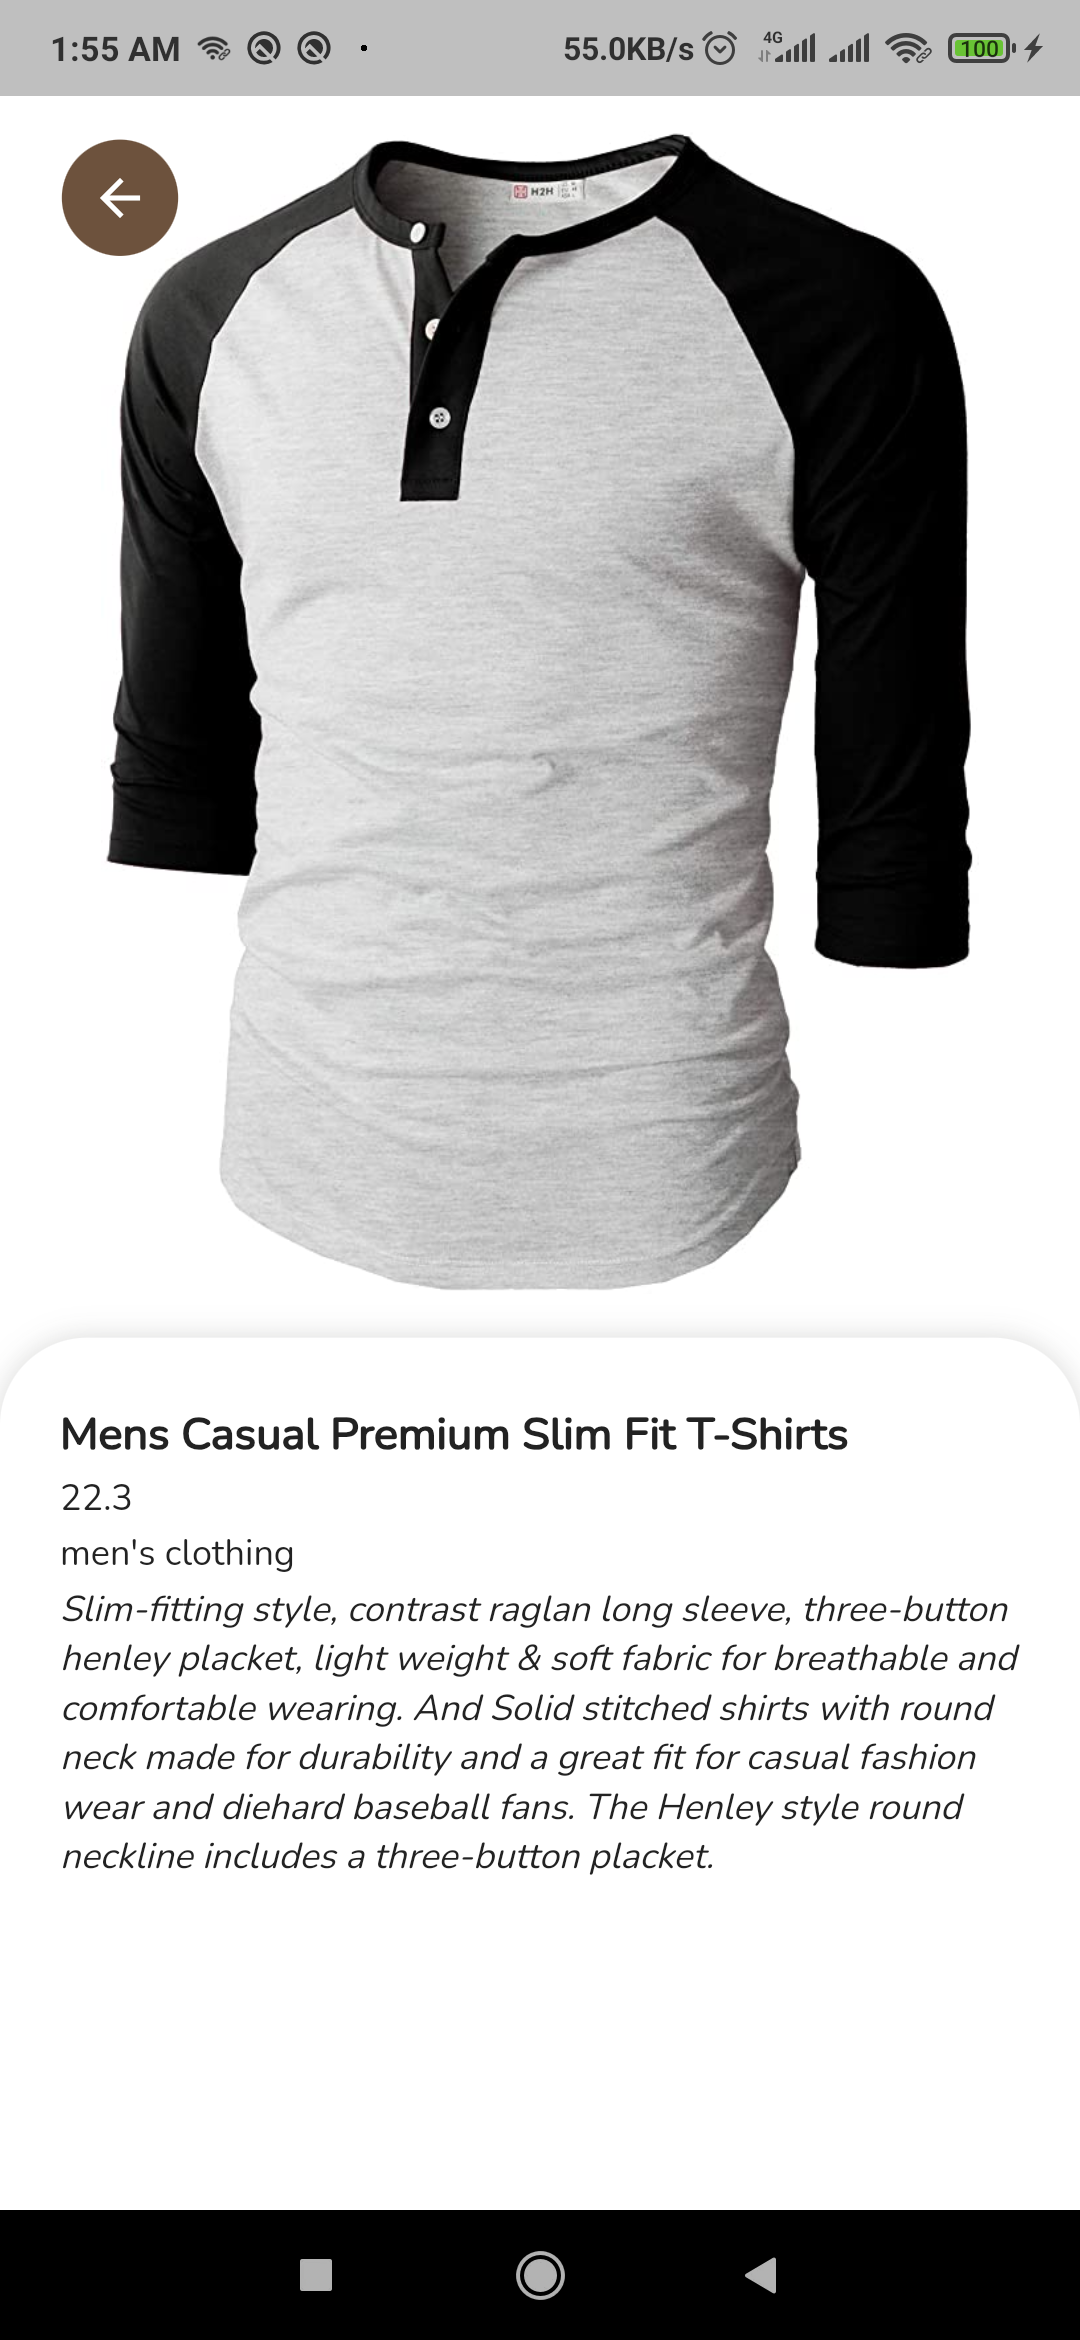 1:55 AM 55.0KB/s 4G 100
H2H
Mens Casual Premium Slim Fit T-Shirts
22.3
men's clothing
Slim-fitting style, contrast raglan long sleeve, three-button
henley placket, light weight & soft fabric for breathable and
comfortable wearing. And Solid stitched shirts with round
neck made for durability and a great fit for casual fashion
wear and diehard baseball fans. The Henley style round
neckline includes a three-button placket.